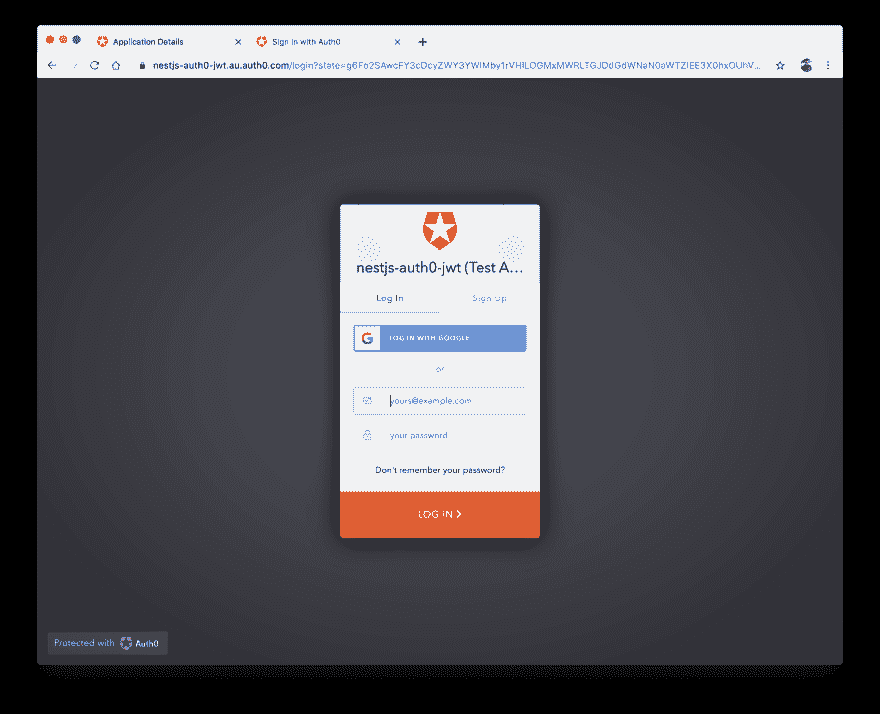 Application Details
Sign In with Auth0
nestjs-auth0-jwt.au.auth0.com/login?state=
nestjs-auth0-jwt (Test A...
Log In
Sign Up
LOG IN WITH GOOGLE
or
yours@example.com
your password
Don't remember your password?
LOG IN
Protected with Auth0